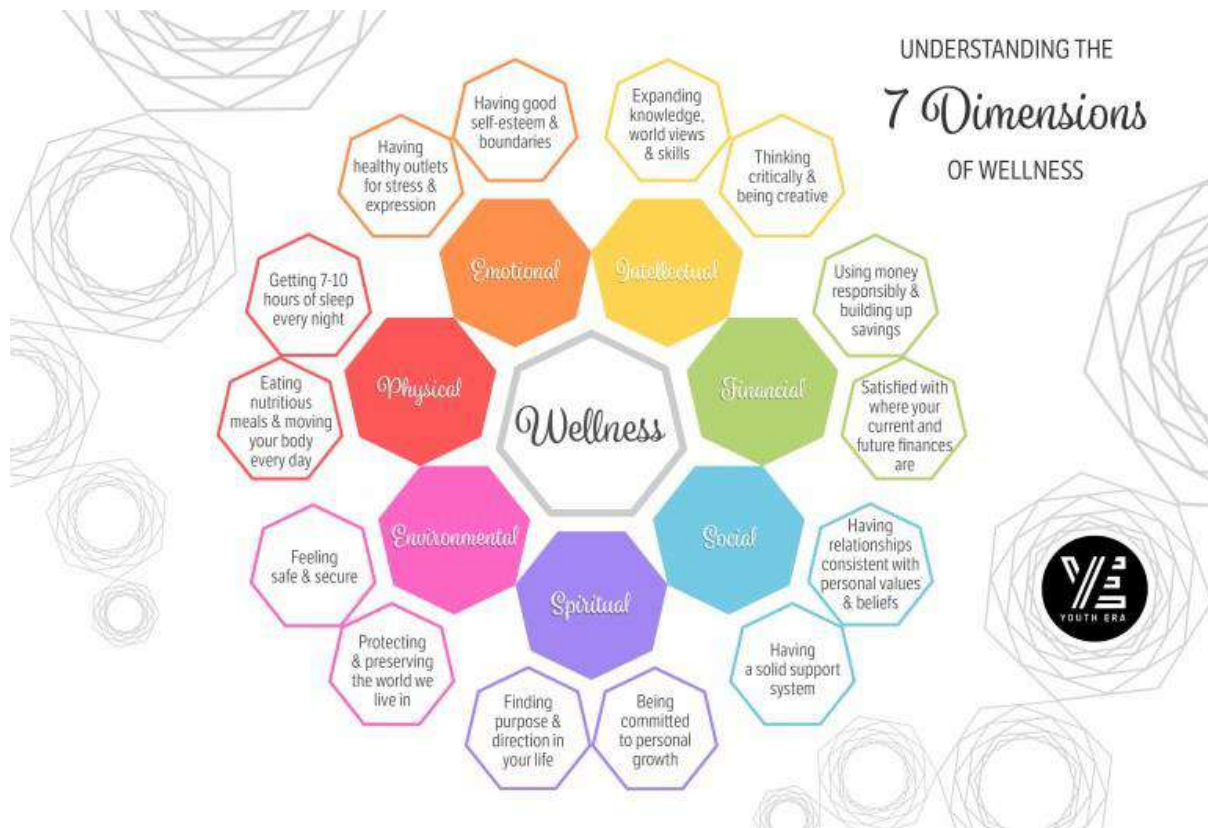 UNDERSTANDING THE
7 Dimensions
OF WELLNESS
Having good
self-esteem &
boundaries
Having
healthy outlets
for stress &
expression
Emotional
Expanding
knowledge,
world views
& skills
Thinking
critically &
being creative
Intellectual
Getting 7-10
hours of sleep
every night
Eating
nutritious
meals & moving
your body
every day
Physical
Wellness
Financial
Using money
responsibly &
building up
savings
Satisfied with
where your
current and
future finances
are
Environmental
Feeling
safe & secure
Protecting
& preserving
the world we
live in
Spiritual
Finding
purpose &
direction in
your life
Being
committed
to personal
growth
Social
Having
relationships
consistent with
personal values
& beliefs
Having
a solid support
system
YE
YOUTH ERA